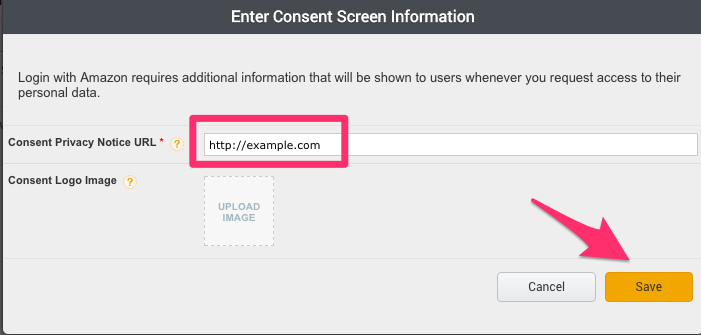 Enter Consent Screen Information
Login with Amazon requires additional information that will be shown to users whenever you request access to their
personal data.
Consent Privacy Notice URL * ?
http://example.com
Consent Logo Image ?
UPLOAD
IMAGE
Cancel
Save